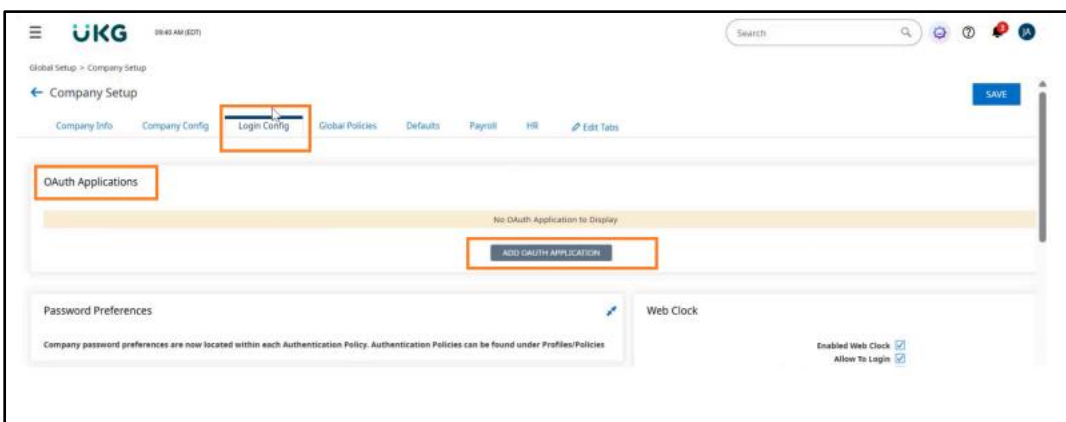 UKG 09:43 AM (EDT) Search 3 JA
Global Setup > Company Setup
Company Setup SAVE
Company Info Company Config Login Config Global Policies Defaults Payroll HR Edit Tabs
OAuth Applications
No OAuth Application to Display
ADD OAUTH APPLICATION
Password Preferences
Company password preferences are now located within each Authentication Policy. Authentication Policies can be found under Profiles/Policies
Web Clock
Enabled Web Clock
Allow To Login